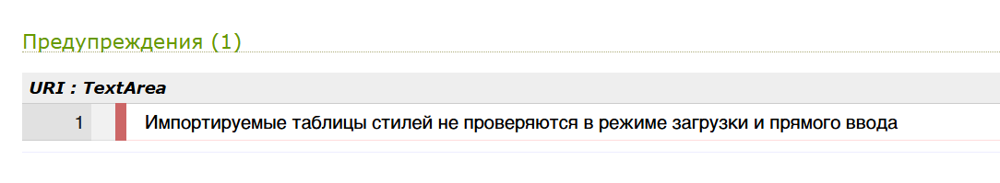 Предупреждения (1)
URI : TextArea
1 Импортируемые таблицы стилей не проверяются в режиме загрузки и прямого ввода